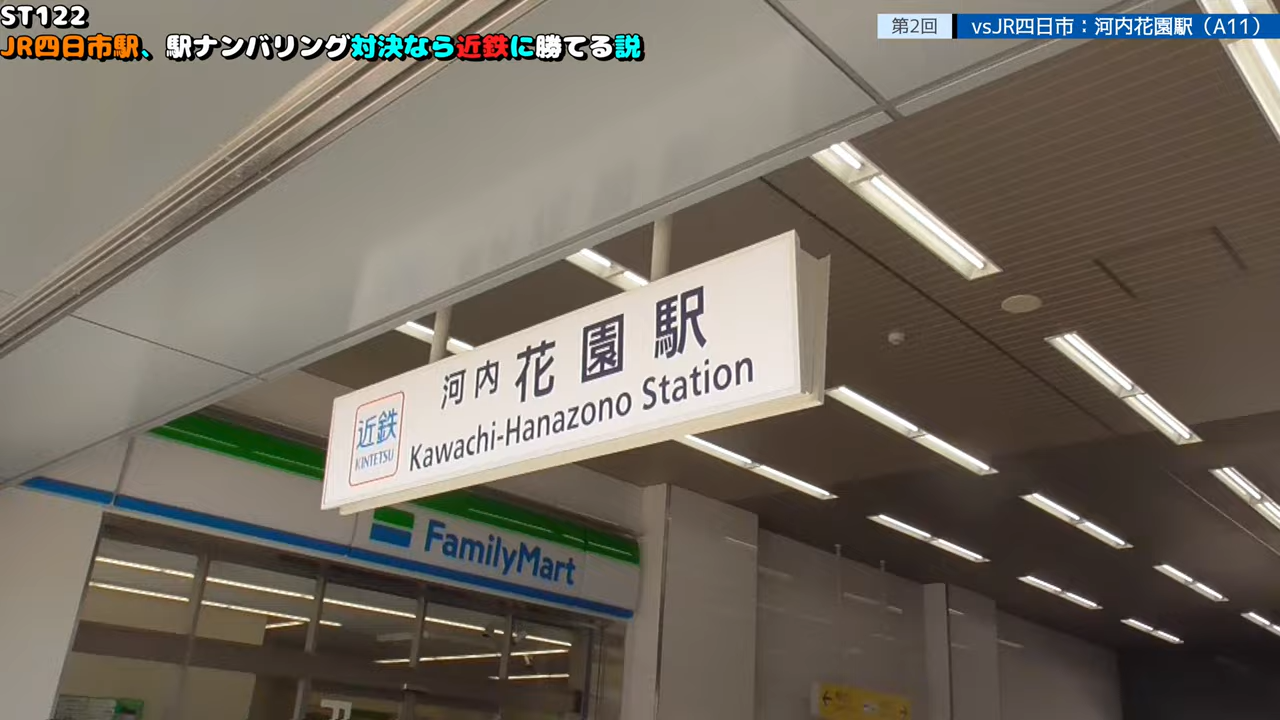 ST122
JR四日市駅、駅ナンバリング対決なら近鉄に勝てる説
第2回
vsJR四日市：河内花園駅（A11）
河内花園駅
近鉄
KINTETSU
Kawachi-Hanazono Station
FamilyMart